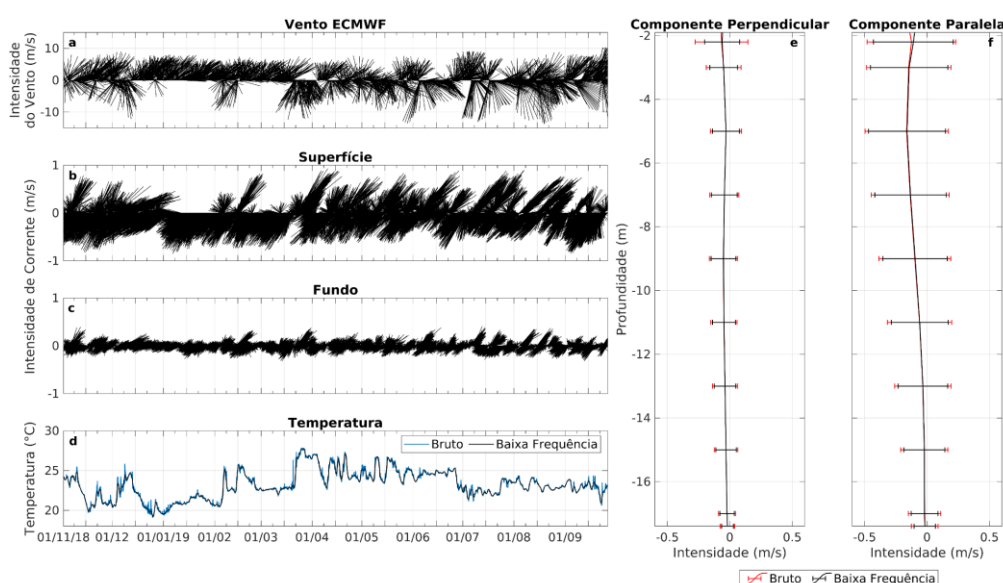 Vento ECMWF
a
Intensidade
do Vento (m/s)
10
0
-10
Superfície
b
1
0
-1
Intensidade de Corrente (m/s)
Fundo
c
1
0
-1
Temperatura
d
Bruto Baixa Frequência
Temperatura (°C)
30
25
20
01/11/18 01/12 01/01/19 01/02 01/03 01/04 01/05 01/06 01/07 01/08 01/09
Componente Perpendicular
e
-2
-4
-6
-8
-10
-12
-14
-16
Profundidade (m)
-0.5 0 0.5
Intensidade (m/s)
Componente Paralela
f
-0.5 0 0.5
Intensidade (m/s)
Bruto Baixa Frequência